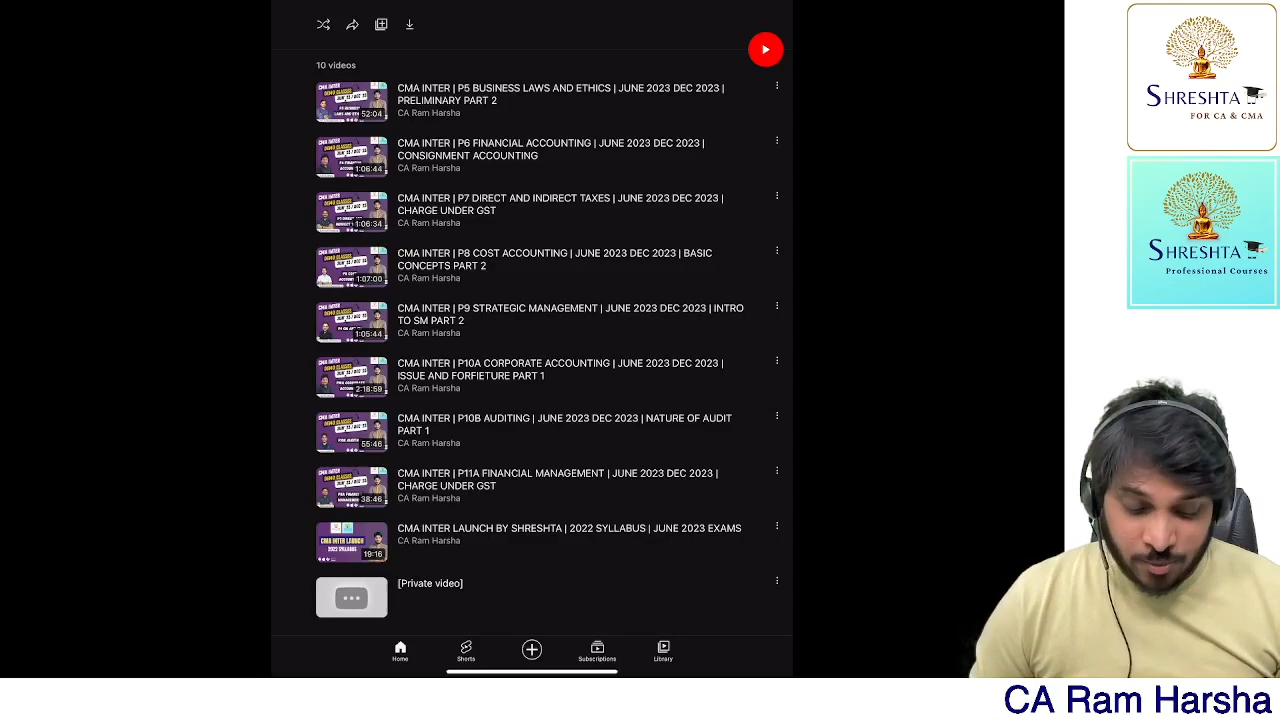 10 videos
CMA INTER | P5 BUSINESS LAWS AND ETHICS | JUNE 2023 DEC 2023 |
PRELIMINARY PART 2
CA Ram Harsha
52:04
CMA INTER | P6 FINANCIAL ACCOUNTING | JUNE 2023 DEC 2023 |
CONSIGNMENT ACCOUNTING
CA Ram Harsha
1:06:44
CMA INTER | P7 DIRECT AND INDIRECT TAXES | JUNE 2023 DEC 2023 |
CHARGE UNDER GST
CA Ram Harsha
1:06:34
CMA INTER | P8 COST ACCOUNTING | JUNE 2023 DEC 2023 | BASIC
CONCEPTS PART 2
CA Ram Harsha
1:07:00
CMA INTER | P9 STRATEGIC MANAGEMENT | JUNE 2023 DEC 2023 | INTRO
TO SM PART 2
CA Ram Harsha
1:05:44
CMA INTER | P10A CORPORATE ACCOUNTING | JUNE 2023 DEC 2023 |
ISSUE AND FORFIETURE PART 1
CA Ram Harsha
2:18:59
CMA INTER | P10B AUDITING | JUNE 2023 DEC 2023 | NATURE OF AUDIT
PART 1
CA Ram Harsha
55:46
CMA INTER | P11A FINANCIAL MANAGEMENT | JUNE 2023 DEC 2023 |
CHARGE UNDER GST
CA Ram Harsha
38:46
CMA INTER LAUNCH BY SHRESHTA | 2022 SYLLABUS | JUNE 2023 EXAMS
CA Ram Harsha
CMA INTER LAUNCH
2022 SYLLABUS
19:16
[Private video]
Home
Shorts
Subscriptions
Library
SHRESHTA
FOR CA & CMA
SHRESHTA
Professional Courses
CA Ram Harsha